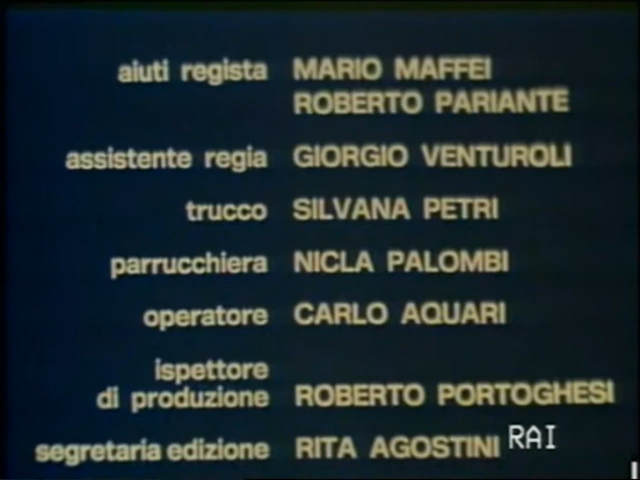 aiuti regista MARIO MAFFEI
ROBERTO PARIANTE
assistente regia GIORGIO VENTUROLI
trucco SILVANA PETRI
parrucchiera NICLA PALOMBI
operatore CARLO AQUARI
ispettore
di produzione ROBERTO PORTOGHESI
segretaria edizione RITA AGOSTINI
RAI